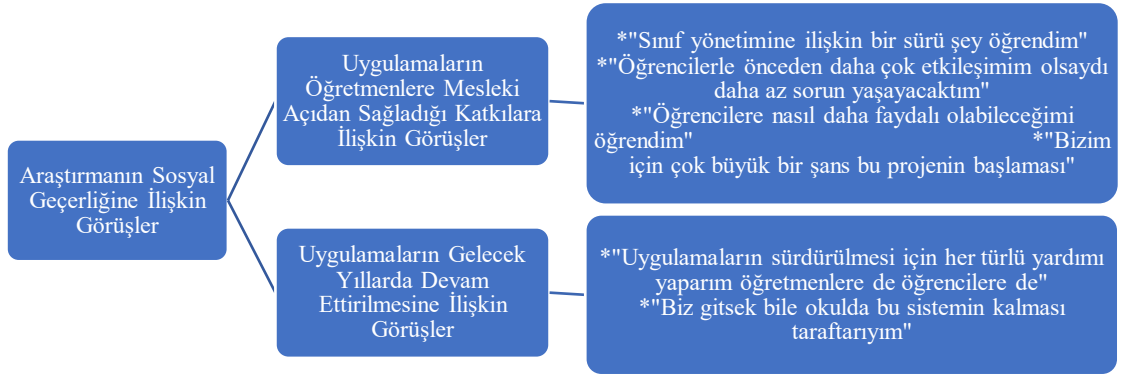 Araştırmanın Sosyal
Geçerliğine İlişkin
Görüşler
Uygulamaların
Öğretmenlere Mesleki
Açıdan Sağladığı Katkılara
İlişkin Görüşler
*"Sınıf yönetimine ilişkin bir sürü şey öğrendim"
*"Öğrencilerle önceden daha çok etkileşimim olsaydı
daha az sorun yaşayacaktım"
*"Öğrencilere nasıl daha faydalı olabileceğimi
öğrendim" *"Bizim
için çok büyük bir şans bu projenin başlaması"
Uygulamaların Gelecek
Yıllarda Devam
Ettirilmesine İlişkin
Görüşler
*"Uygulamaların sürdürülmesi için her türlü yardımı
yaparım öğretmenlere de öğrencilere de"
*"Biz gitsek bile okulda bu sistemin kalması
taraftarıyım"